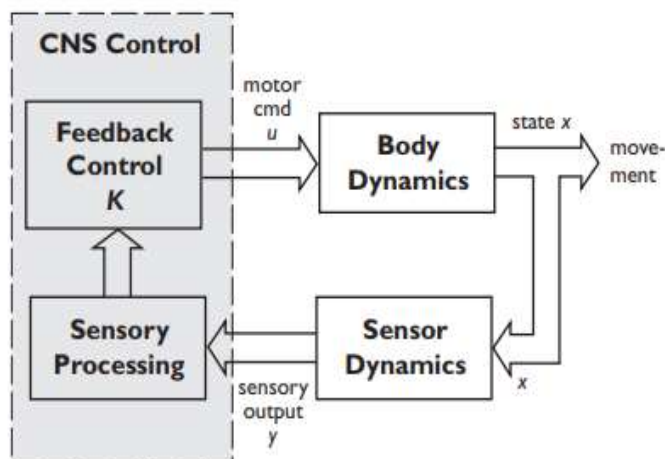 CNS Control
motor
cmd
u
Feedback
Control
K
Body
Dynamics
state x
move-
ment
Sensory
Processing
sensory
output
y
Sensor
Dynamics
x